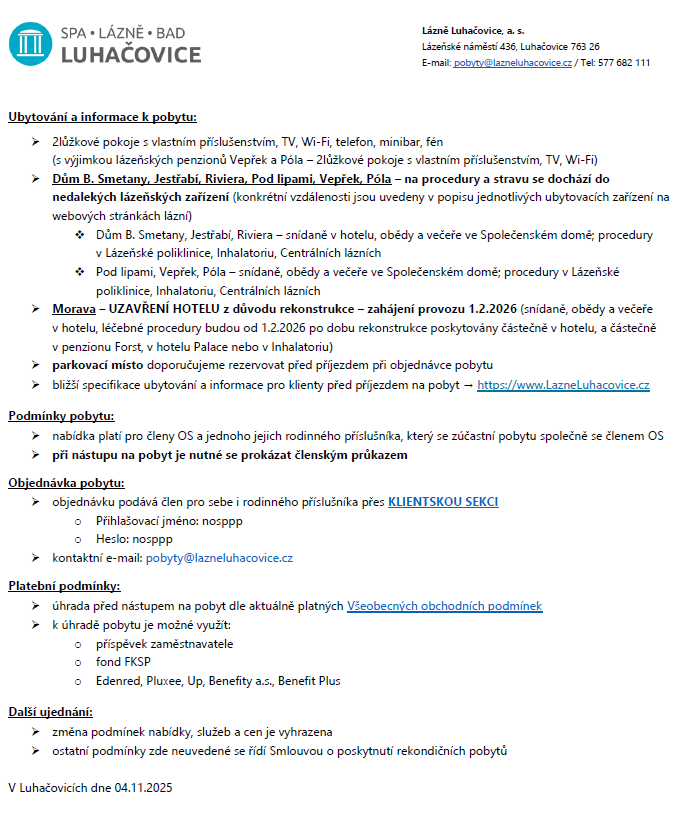 SPA • LÁZNĚ • BAD
LUHAČOVICE
Lázně Luhačovice, a. s.
Lázeňské náměstí 436, Luhačovice 763 26
E-mail: pobyty@lazneluhacovice.cz / Tel: 577 682 111
Ubytování a informace k pobytu:
➢ 2lůžkové pokoje s vlastním příslušenstvím, TV, Wi-Fi, telefon, minibar, fén
(s výjimkou lázeňských penzionů Vepřek a Póla – 2lůžkové pokoje s vlastním příslušenstvím, TV, Wi-Fi)
➢ Dům B. Smetany, Jestřabí, Riviera, Pod lipami, Vepřek, Póla – na procedury a stravu se dochází do
nedalekých lázeňských zařízení (konkrétní vzdálenosti jsou uvedeny v popisu jednotlivých ubytovacích zařízení na
webových stránkách lázní)
❖ Dům B. Smetany, Jestřabí, Riviera – snídaně v hotelu, obědy a večeře ve Společenském domě; procedury
v Lázeňské poliklinice, Inhalatoriu, Centrálních lázních
❖ Pod lipami, Vepřek, Póla – snídaně, obědy a večeře ve Společenském domě; procedury v Lázeňské
poliklinice, Inhalatoriu, Centrálních lázních
➢ Morava – UZAVŘENÍ HOTELU z důvodu rekonstrukce – zahájení provozu 1.2.2026 (snídaně, obědy a večeře
v hotelu, léčebné procedury budou od 1.2.2026 po dobu rekonstrukce poskytovány částečně v hotelu, a částečně
v penzionu Forst, v hotelu Palace nebo v Inhalatoriu)
➢ parkovací místo doporučujeme rezervovat před příjezdem při objednávce pobytu
➢ bližší specifikace ubytování a informace pro klienty před příjezdem na pobyt → https://www.LazneLuhacovice.cz
Podmínky pobytu:
➢ nabídka platí pro členy OS a jednoho jejich rodinného příslušníka, který se zúčastní pobytu společně se členem OS
➢ při nástupu na pobyt je nutné se prokázat členským průkazem
Objednávka pobytu:
➢ objednávku podává člen pro sebe i rodinného příslušníka přes KLIENTSKOU SEKCI
o Přihlašovací jméno: nosppp
o Heslo: nosppp
➢ kontaktní e-mail: pobyty@lazneluhacovice.cz
Platební podmínky:
➢ úhrada před nástupem na pobyt dle aktuálně platných Všeobecných obchodních podmínek
➢ k úhradě pobytu je možné využít:
o příspěvek zaměstnavatele
o fond FKSP
o Edenred, Pluxee, Up, Benefity a.s., Benefit Plus
Další ujednání:
➢ změna podmínek nabídky, služeb a cen je vyhrazena
➢ ostatní podmínky zde neuvedené se řídí Smlouvou o poskytnutí rekondičních pobytů
V Luhačovicích dne 04.11.2025